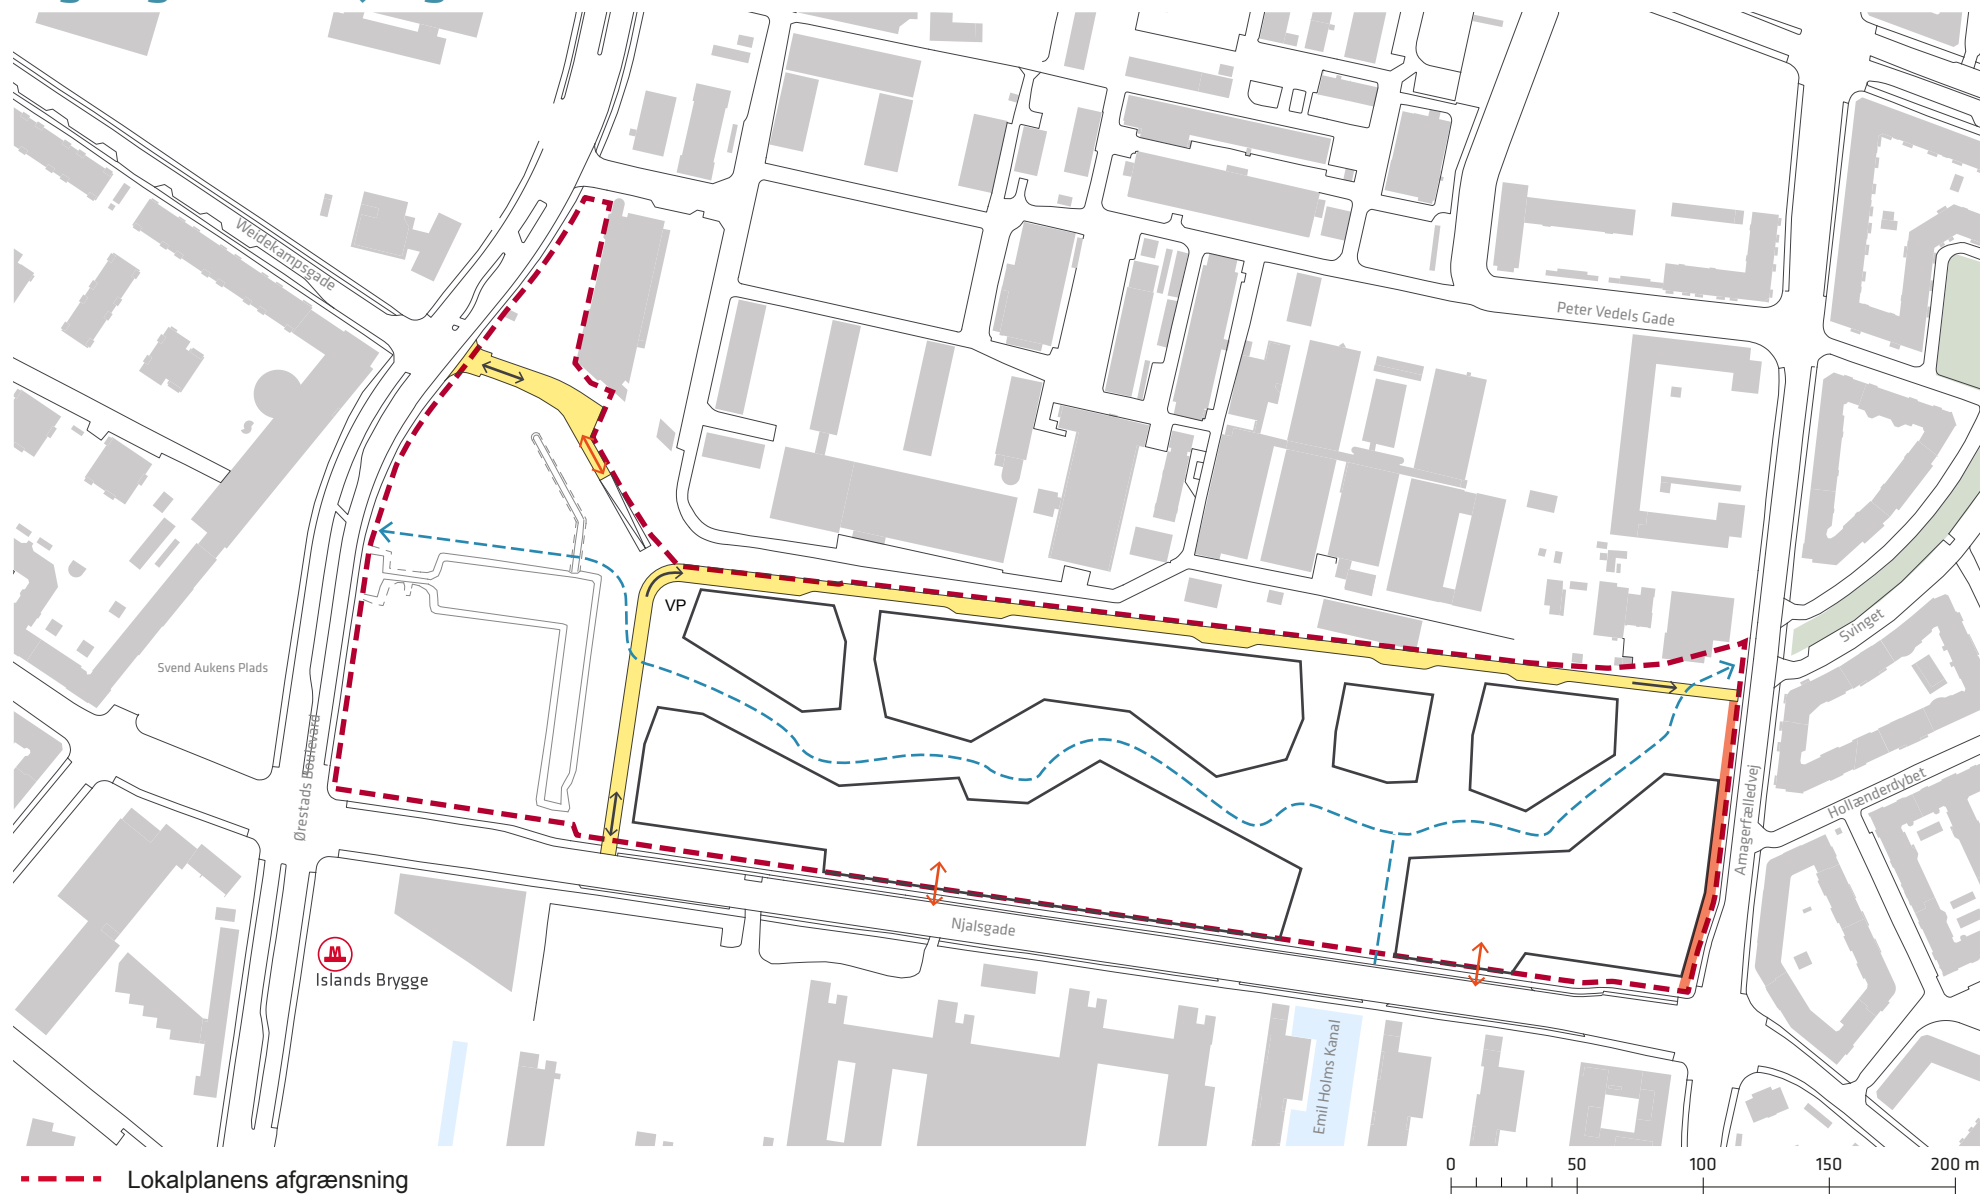 Weidekampsgade
Peter Vedels Gade
Svinget
VP
Svend Aukens Plads
Ørestads Boulevard
Amagerfælledvej
Hollænderdybet
Njalsgade
M
Islands Brygge
Emil Holms Kanal
0 50 100 150 200 m
Lokalplanens afgrænsning